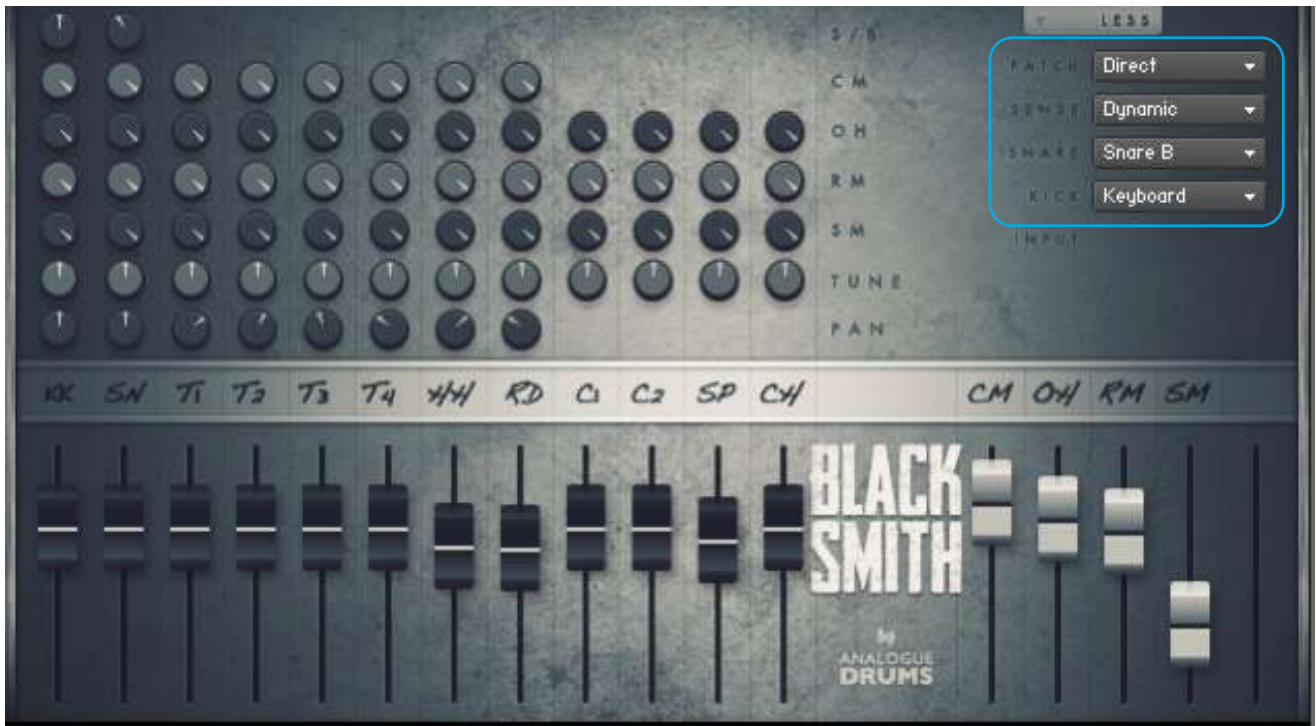 LESS
S / B
PATCH Direct
CM
SENSE Dynamic
OH
SNARE Snare B
RM
KICK Keyboard
SM
INPUT
TUNE
PAN
KK SN T1 T2 T3 T4 HH RD C1 C2 SP CH CM OH RM SM
BLACK
SMITH
ANALOGUE
DRUMS